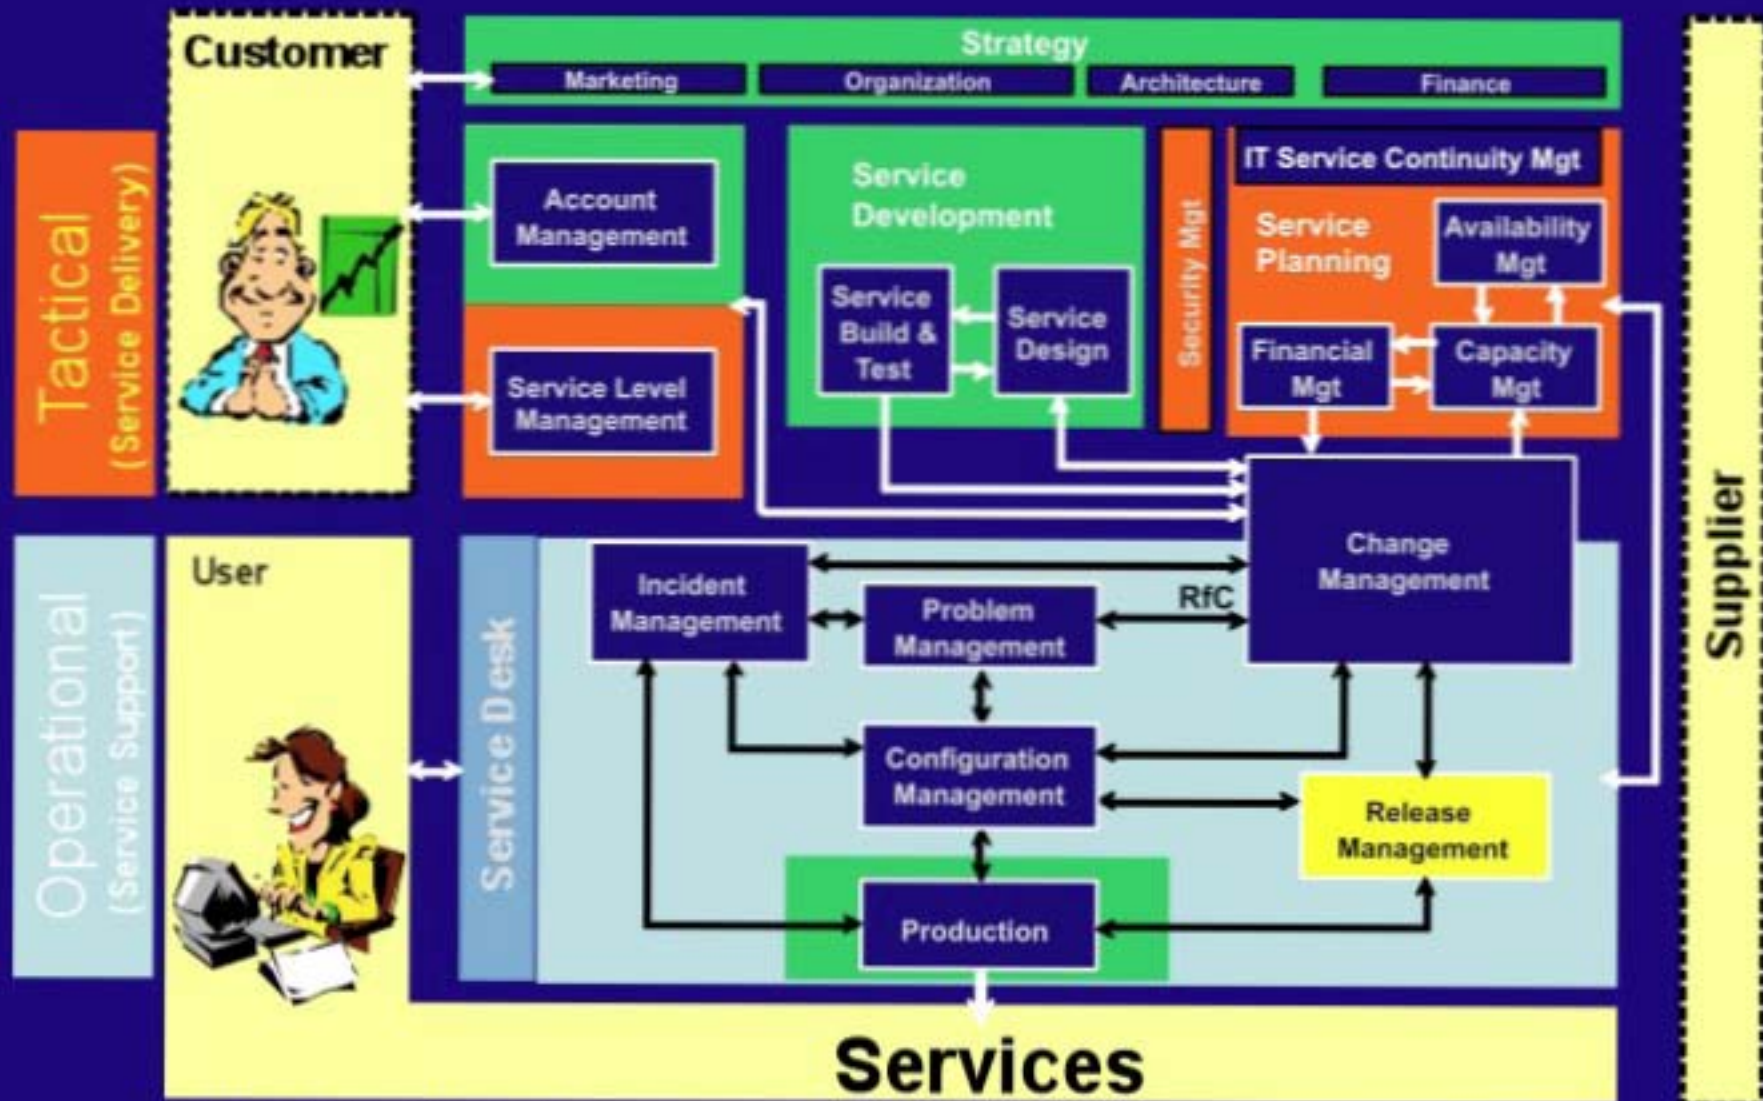 Customer
Strategy
Marketing
Organization
Architecture
Finance
Tactical
(Service Delivery)
Account
Management
Service Level
Management
Service
Development
Service
Build &
Test
Service
Design
Security Mgt
IT Service Continuity Mgt
Service
Planning
Availability
Mgt
Financial
Mgt
Capacity
Mgt
Supplier
Operational
(Service Support)
User
Service Desk
Incident
Management
Problem
Management
RfC
Change
Management
Configuration
Management
Release
Management
Production
Services